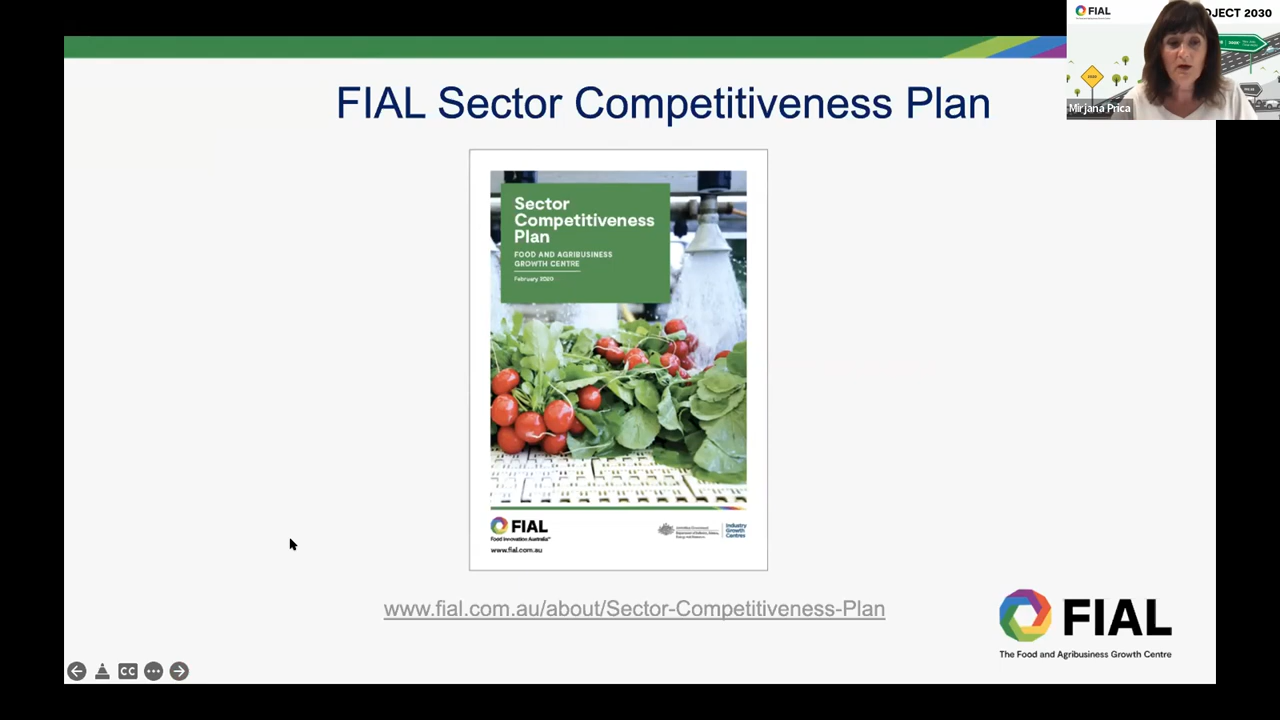 FIAL
OJECT 2030
Mirjana Prica
FIAL Sector Competitiveness Plan
Sector
Competitiveness
Plan
FOOD AND AGRIBUSINESS
GROWTH CENTRE
February 2020
FIAL
Food Innovation Australia
www.fial.com.au
Industry
Growth
Centres
www.fial.com.au/about/Sector-Competitiveness-Plan
FIAL
The Food and Agribusiness Growth Centre
CC